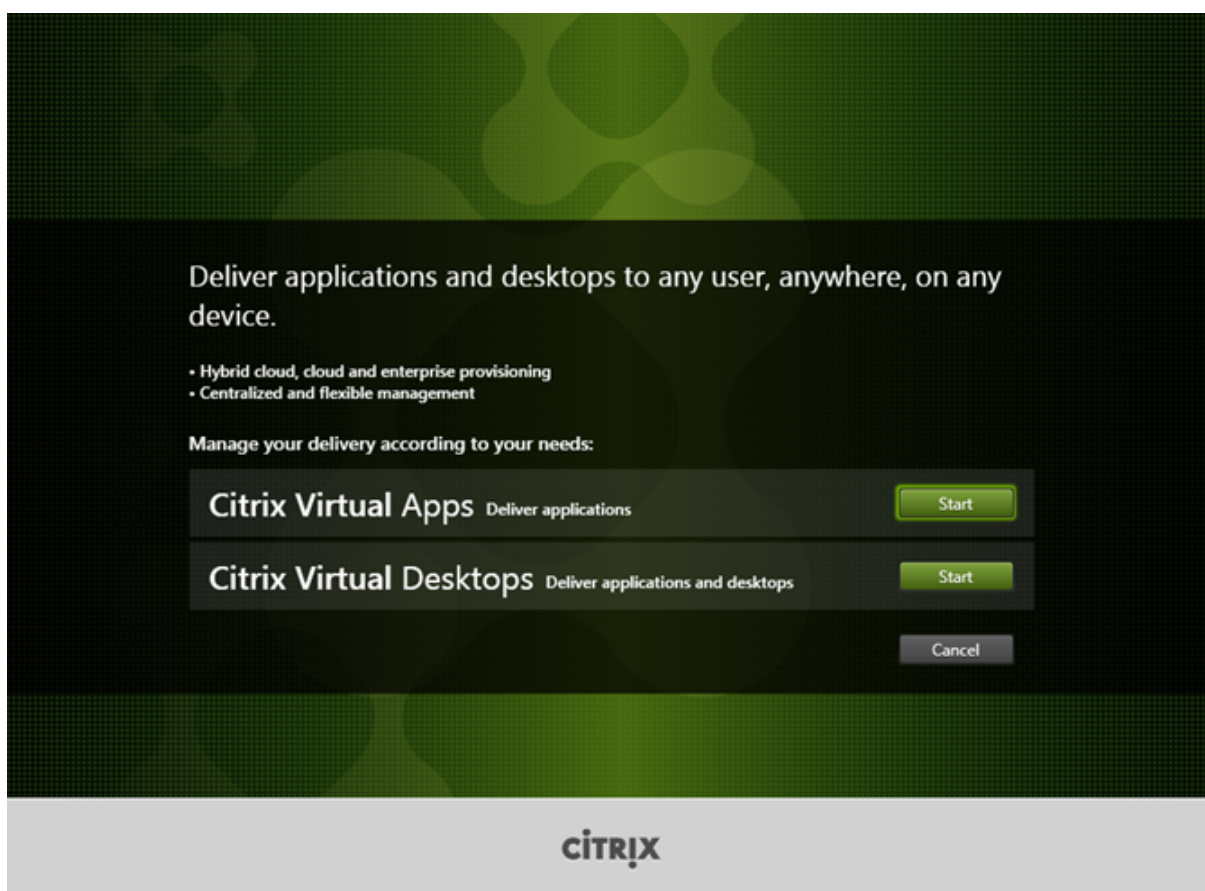 Deliver applications and desktops to any user, anywhere, on any
device.
• Hybrid cloud, cloud and enterprise provisioning
• Centralized and flexible management
Manage your delivery according to your needs:
Citrix Virtual Apps Deliver applications Start
Citrix Virtual Desktops Deliver applications and desktops Start
Cancel
CİTRỊX